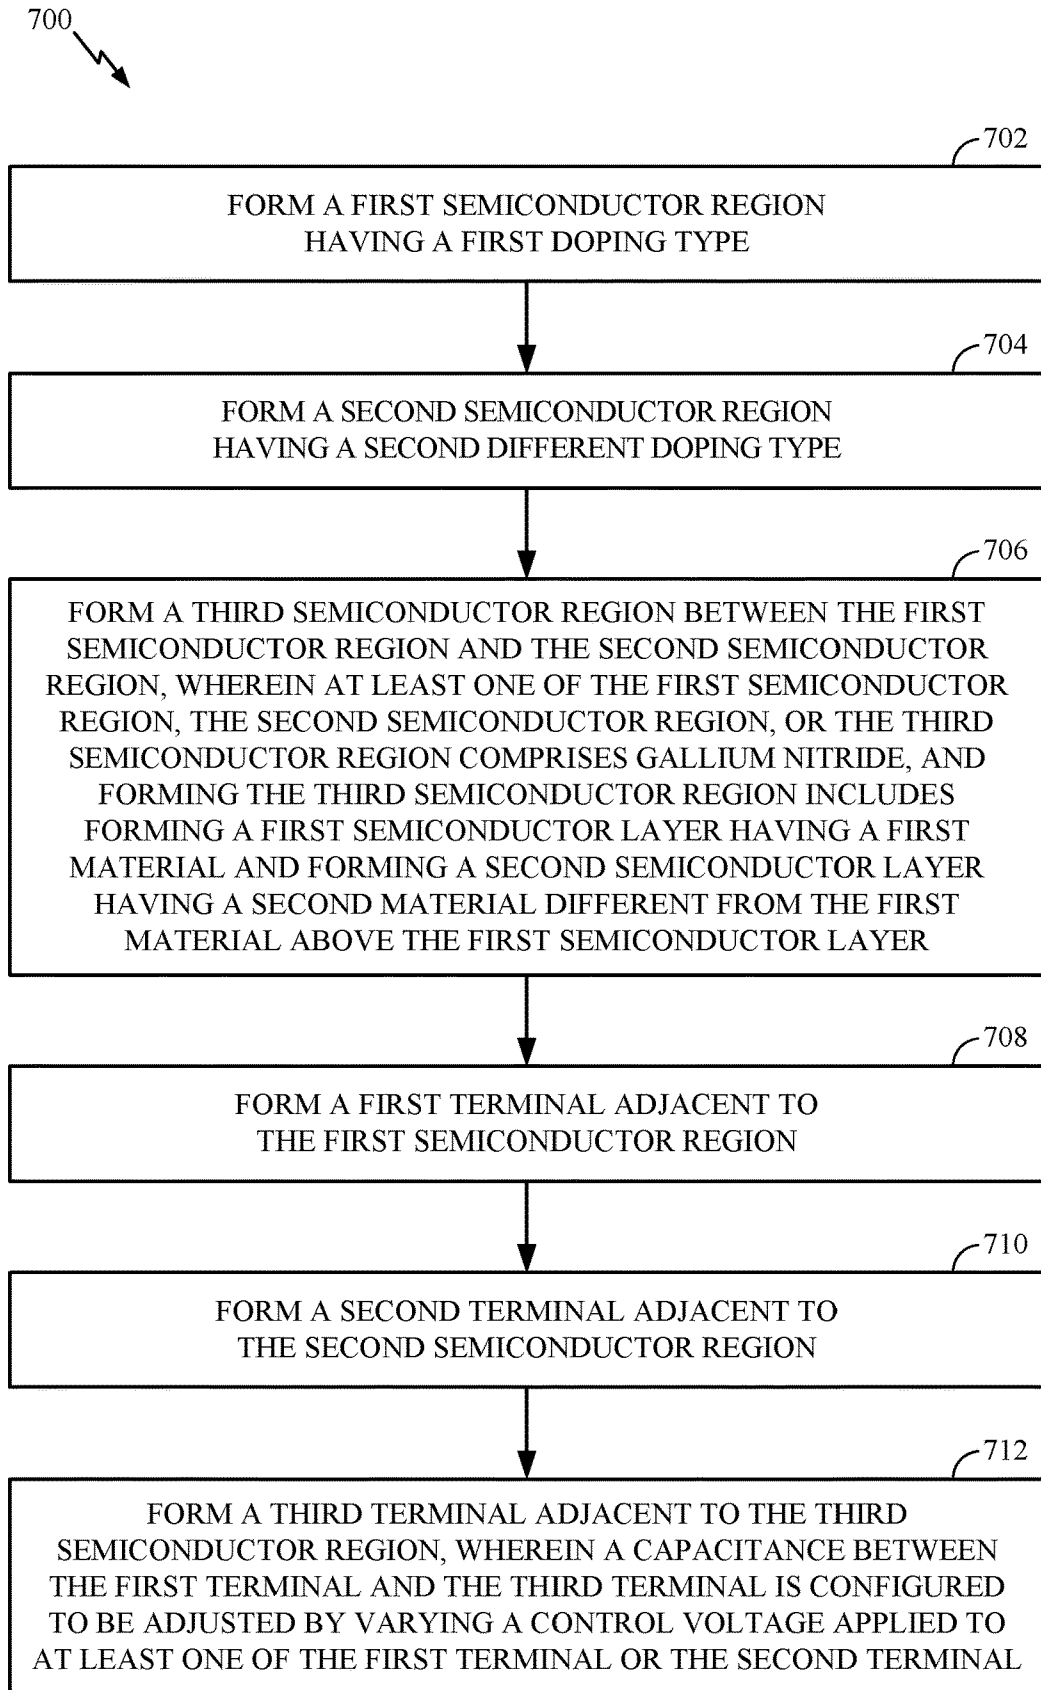 700
702
FORM A FIRST SEMICONDUCTOR REGION
HAVING A FIRST DOPING TYPE
704
FORM A SECOND SEMICONDUCTOR REGION
HAVING A SECOND DIFFERENT DOPING TYPE
706
FORM A THIRD SEMICONDUCTOR REGION BETWEEN THE FIRST
SEMICONDUCTOR REGION AND THE SECOND SEMICONDUCTOR
REGION, WHEREIN AT LEAST ONE OF THE FIRST SEMICONDUCTOR
REGION, THE SECOND SEMICONDUCTOR REGION, OR THE THIRD
SEMICONDUCTOR REGION COMPRISES GALLIUM NITRIDE, AND
FORMING THE THIRD SEMICONDUCTOR REGION INCLUDES
FORMING A FIRST SEMICONDUCTOR LAYER HAVING A FIRST
MATERIAL AND FORMING A SECOND SEMICONDUCTOR LAYER
HAVING A SECOND MATERIAL DIFFERENT FROM THE FIRST
MATERIAL ABOVE THE FIRST SEMICONDUCTOR LAYER
708
FORM A FIRST TERMINAL ADJACENT TO
THE FIRST SEMICONDUCTOR REGION
710
FORM A SECOND TERMINAL ADJACENT TO
THE SECOND SEMICONDUCTOR REGION
712
FORM A THIRD TERMINAL ADJACENT TO THE THIRD
SEMICONDUCTOR REGION, WHEREIN A CAPACITANCE BETWEEN
THE FIRST TERMINAL AND THE THIRD TERMINAL IS CONFIGURED
TO BE ADJUSTED BY VARYING A CONTROL VOLTAGE APPLIED TO
AT LEAST ONE OF THE FIRST TERMINAL OR THE SECOND TERMINAL